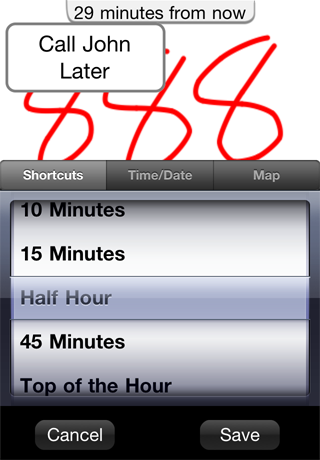 29 minutes from now
Call John
Later
888
Shortcuts
Time/Date
Map
10 Minutes
15 Minutes
Half Hour
45 Minutes
Top of the Hour
Cancel
Save